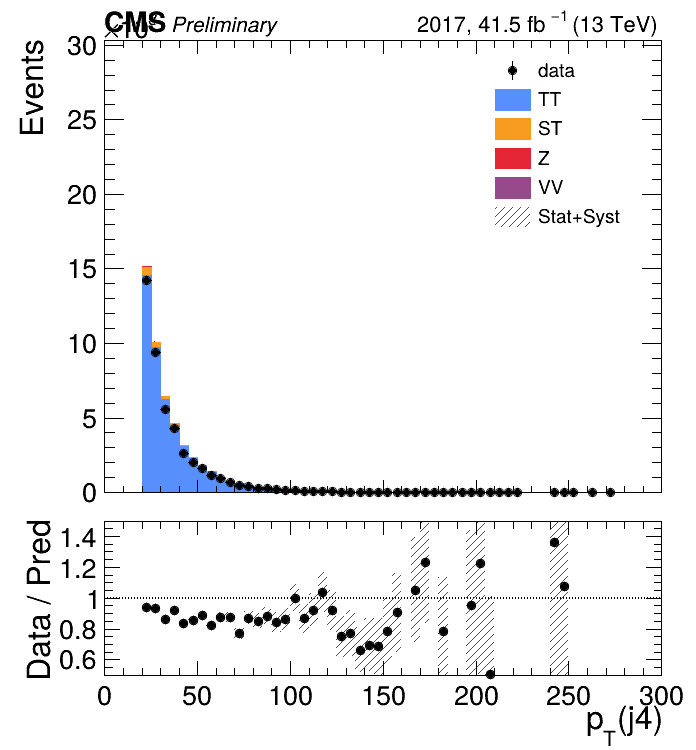 CMS Preliminary 2017, 41.5 fb⁻¹ (13 TeV)
Events
30
25
20
15
10
5
0
data
TT
ST
Z
VV
Stat+Syst
Data / Pred
1.4
1.2
1
0.8
0.6
0 50 100 150 200 250 300
p_T(j4)